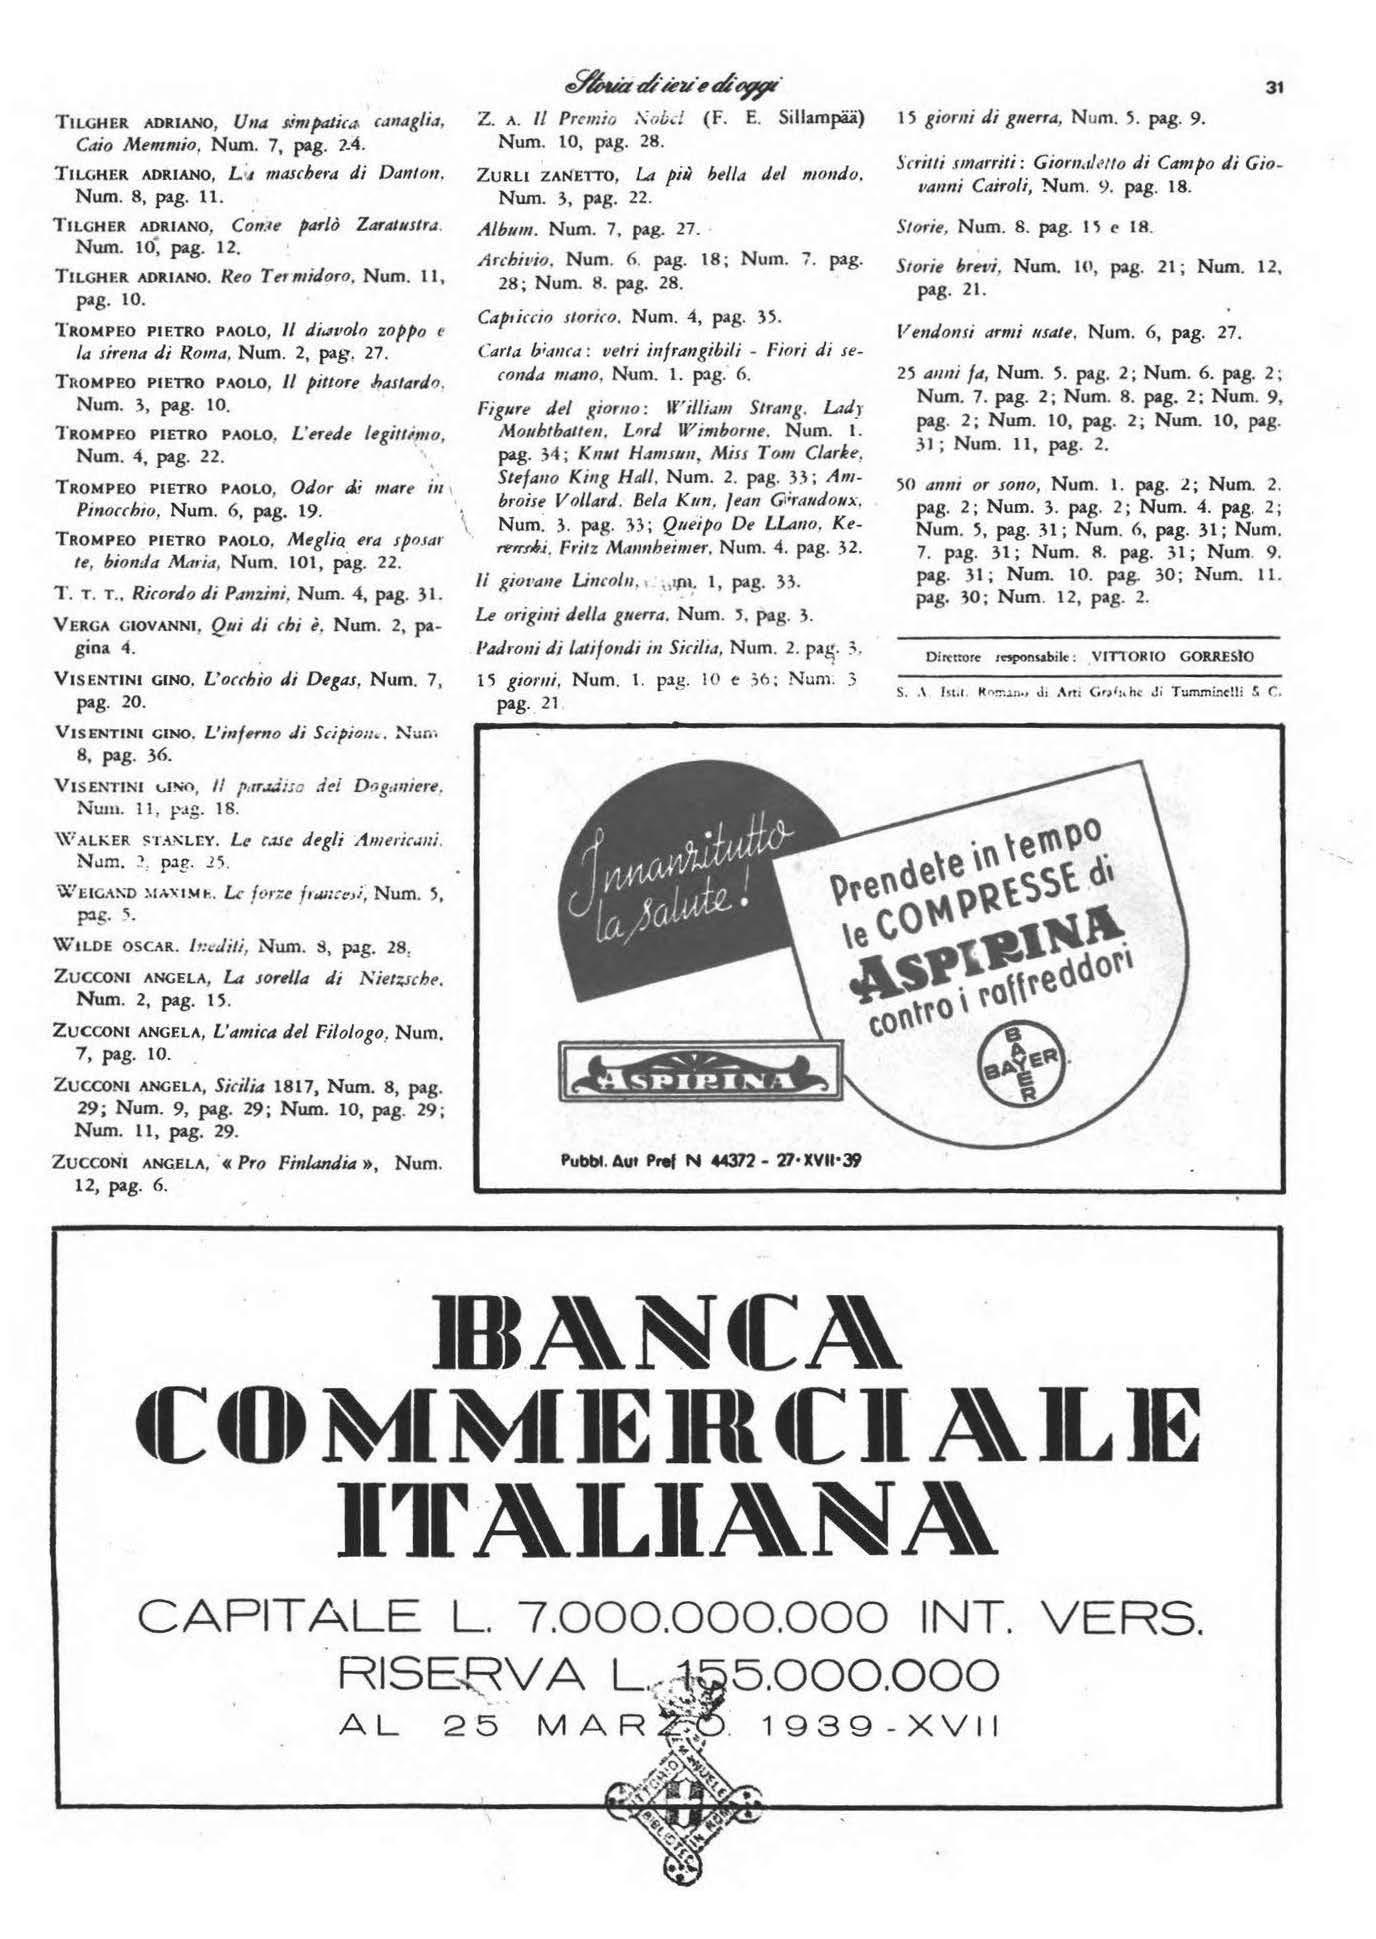 Storia di ieri e di oggi
31
TILGHER ADRIANO, Una simpatica canaglia,
Caio Memmio, Num. 7, pag. 24.
TILGHER ADRIANO, La maschera di Danton,
Num. 8, pag. 11.
TILGHER ADRIANO, Come parlò Zaratustra.
Num. 10, pag. 12.
TILGHER ADRIANO. Reo Termidoro, Num. 11,
pag. 10.
TROMPEO PIETRO PAOLO, Il diavolo zoppo e
la sirena di Roma, Num. 2, pag. 27.
TROMPEO PIETRO PAOLO, Il pittore bastardo.
Num. 3, pag. 10.
TROMPEO PIETRO PAOLO. L'erede legittimo,
Num. 4, pag. 22.
TROMPEO PIETRO PAOLO, Odor di mare in
Pinocchio, Num. 6, pag. 19.
TROMPEO PIETRO PAOLO, Meglio era sposar
te, bionda Maria, Num. 101, pag. 22.
T. T. T., Ricordo di Panzini, Num. 4, pag. 31.
VERGA GIOVANNI, Qui di chi è, Num. 2, pa-
gina 4.
VISENTINI GINO, L'occhio di Degas, Num. 7,
pag. 20.
VISENTINI GINO. L'inferno di Scipione, Num
8, pag. 36.
VISENTINI GINO, Il paradiso del Doganiere,
Num. 11, pag. 18.
WALKER STANLEY. Le case degli Americani.
Num. 2, pag. 25.
WEIGAND MAXIME. Le forze francesi, Num. 5,
pag. 5.
WILDE OSCAR. Inediti, Num. 8, pag. 28.
ZUCCONI ANGELA, La sorella di Nietzsche.
Num. 2, pag. 15.
ZUCCONI ANGELA, L'amica del Filologo, Num.
7, pag. 10.
ZUCCONI ANGELA, Sicilia 1817, Num. 8, pag.
29; Num. 9, pag. 29; Num. 10, pag. 29;
Num. 11, pag. 29.
ZUCCONI ANGELA, « Pro Finlandia », Num.
12, pag. 6.
Z. A. Il Premio Nobel (F. E. Sillampää)
Num. 10, pag. 28.
ZURLI ZANETTO, La più bella del mondo.
Num. 3, pag. 22.
Album. Num. 7, pag. 27.
Archivio, Num. 6. pag. 18; Num. 7. pag.
28; Num. 8. pag. 28.
Capriccio storico. Num. 4, pag. 35.
Carta bianca: vetri infrangibili - Fiori di se-
conda mano, Num. 1. pag. 6.
Figure del giorno: William Strang. Lady
Mouhtbatten, Lord Wimborne, Num. 1.
pag. 34; Knut Hamsun, Miss Tom Clarke,
Stefano King Hall, Num. 2. pag. 33; Am-
broise Vollard. Bela Kun, Jean Giraudoux,
Num. 3. pag. 33; Queipo De LLano, Ke-
renski, Fritz Mannheimer, Num. 4. pag. 32.
Il giovane Lincoln, Num. 1, pag. 33.
Le origini della guerra, Num. 5, pag. 3.
Padroni di latifondi in Sicilia, Num. 2. pag. 3.
15 giorni, Num. 1. pag. 10 e 36; Num. 3
pag. 21
15 giorni di guerra, Num. 5. pag. 9.
Scritti smarriti: Giornaletto di Campo di Gio-
vanni Cairoli, Num. 9. pag. 18.
Storie, Num. 8. pag. 15 e 18.
Storie brevi, Num. 10, pag. 21; Num. 12,
pag. 21.
Vendonsi armi usate, Num. 6, pag. 27.
25 anni fa, Num. 5. pag. 2; Num. 6. pag. 2;
Num. 7. pag. 2; Num. 8. pag. 2; Num. 9,
pag. 2; Num. 10, pag. 2; Num. 10, pag.
31; Num. 11, pag. 2.
50 anni or sono, Num. 1. pag. 2; Num. 2.
pag. 2; Num. 3. pag. 2; Num. 4. pag. 2;
Num. 5, pag. 31; Num. 6, pag. 31; Num.
7. pag. 31; Num. 8. pag. 31; Num. 9.
pag. 31; Num. 10. pag. 30; Num. 11.
pag. 30; Num. 12, pag. 2.
Direttore responsabile: VITTORIO GORRESIO
S. A. Istit. Romano di Arti Grafiche di Tumminelli & C.
Innanzitutto
la salute!
Prendete in tempo
le COMPRESSE di
ASPIRINA
contro i raffreddori
BAYER
BAYER
ASPIRINA
Pubbl. Aut Pref N 44372 - 27·XVII·39
BANCA
COMMERCIALE
ITALIANA
CAPITALE L. 7.000.000.000 INT. VERS.
RISERVA L. 155.000.000
AL 25 MARZO 1939-XVII
VITTORIO EMANUELE
BIBLIOTEC
IN ROMA